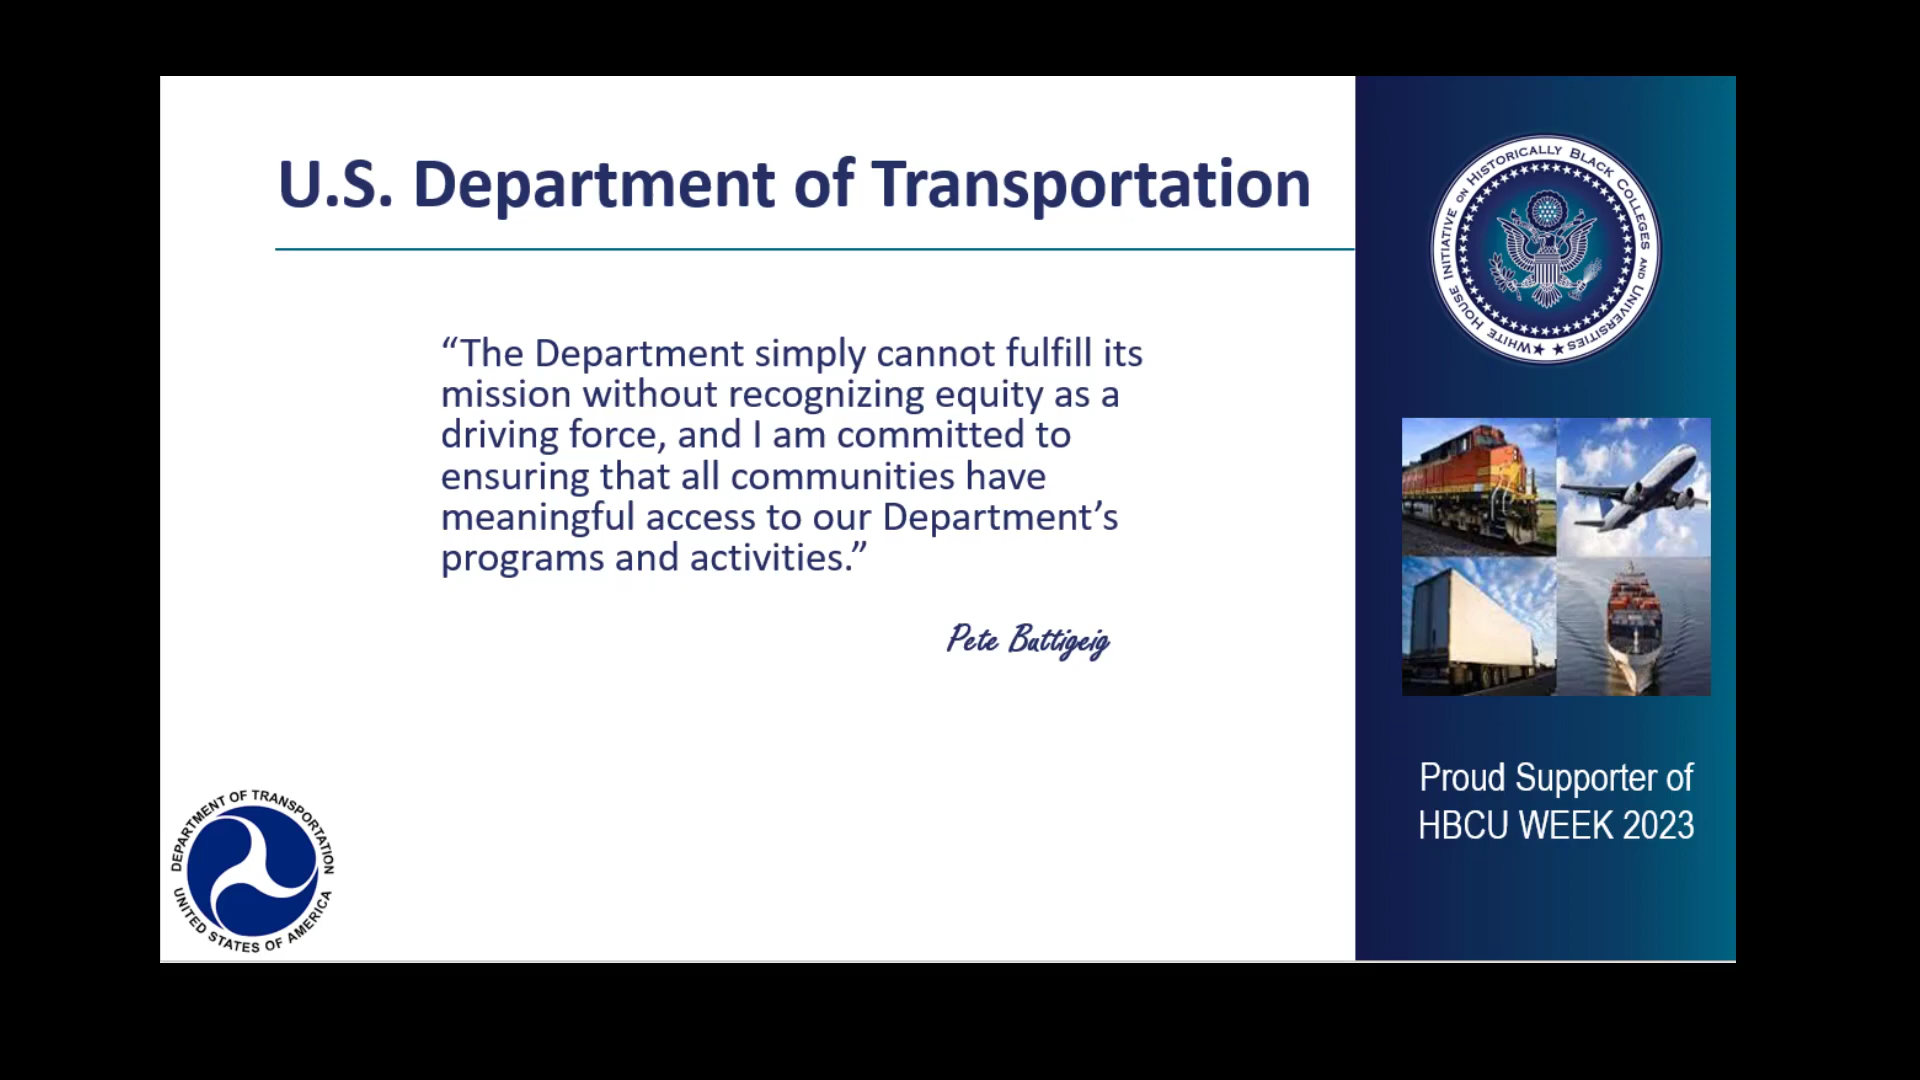 U.S. Department of Transportation
“The Department simply cannot fulfill its
mission without recognizing equity as a
driving force, and I am committed to
ensuring that all communities have
meaningful access to our Department’s
programs and activities.”
Pete Buttigeig
DEPARTMENT OF TRANSPORTATION
UNITED STATES OF AMERICA
WHITE HOUSE INITIATIVE ON HISTORICALLY BLACK COLLEGES AND UNIVERSITIES
Proud Supporter of
HBCU WEEK 2023